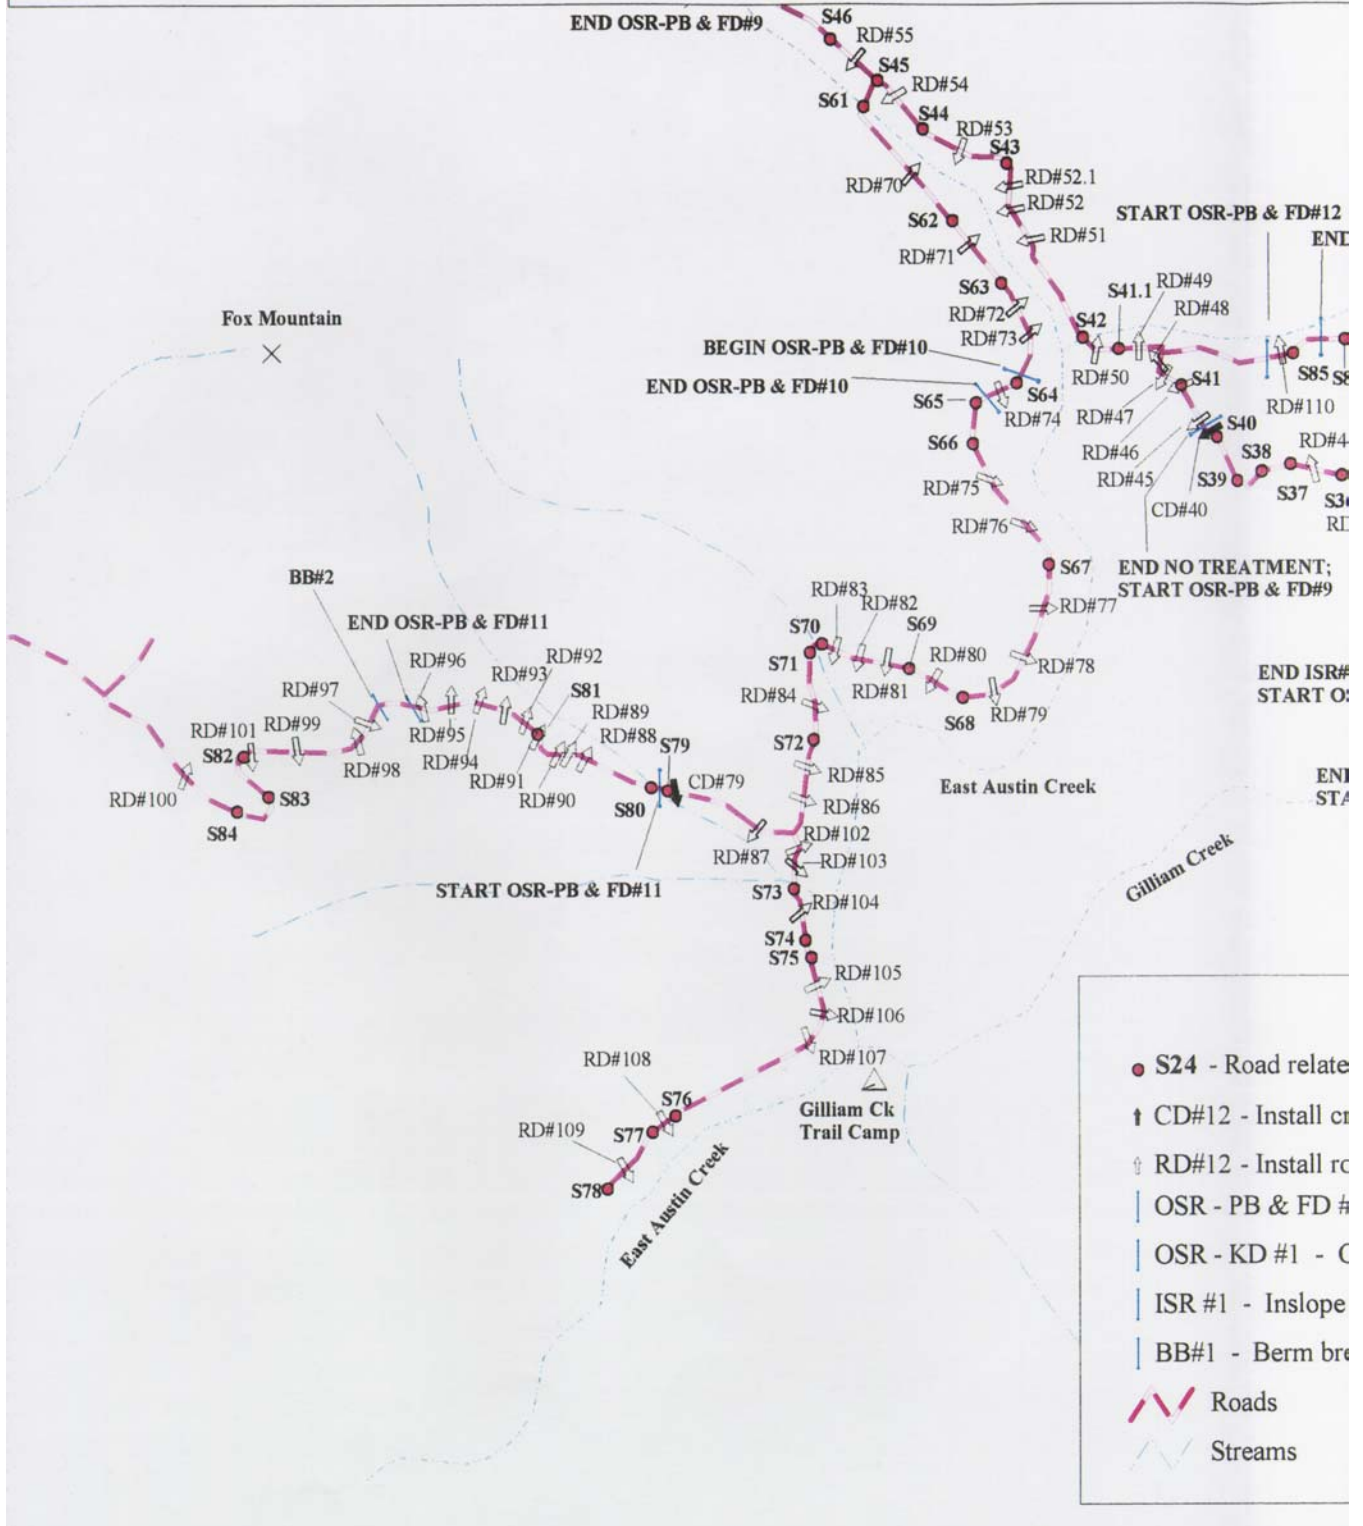 END OSR-PB & FD#9
S46
RD#55
S45
RD#54
S61
S44
RD#53
S43
RD#70
RD#52.1
RD#52
START OSR-PB & FD#12
S62
RD#51
END
RD#71
S63
S41.1
RD#49
RD#48
Fox Mountain
RD#72
RD#73
S42
BEGIN OSR-PB & FD#10
RD#50
S85
END OSR-PB & FD#10
S64
S41
S65
RD#74
RD#47
RD#110
S66
RD#46
S40
S38
RD#45
S39
S37
RD#75
CD#40
RD#76
END NO TREATMENT;
START OSR-PB & FD#9
S67
BB#2
RD#83
RD#82
RD#77
END OSR-PB & FD#11
S70
S69
RD#96
RD#92
S71
RD#80
RD#78
RD#97
RD#93
S81
RD#84
RD#81
END ISR#
RD#101
RD#99
RD#89
S68
RD#79
START OS
S82
RD#95
RD#88
S79
S72
RD#98
RD#94
CD#79
RD#85
END
RD#100
RD#91
East Austin Creek
STA
S83
RD#90
S80
RD#86
S84
RD#102
RD#87
RD#103
START OSR-PB & FD#11
S73
RD#104
Gilliam Creek
S74
S75
RD#105
RD#106
RD#107
RD#108
S76
Gilliam Ck
Trail Camp
RD#109
S77
S78
East Austin Creek
S24 - Road relate
CD#12 - Install cr
RD#12 - Install ro
OSR - PB & FD #
OSR - KD #1 - O
ISR #1 - Inslope
BB#1 - Berm bre
Roads
Streams